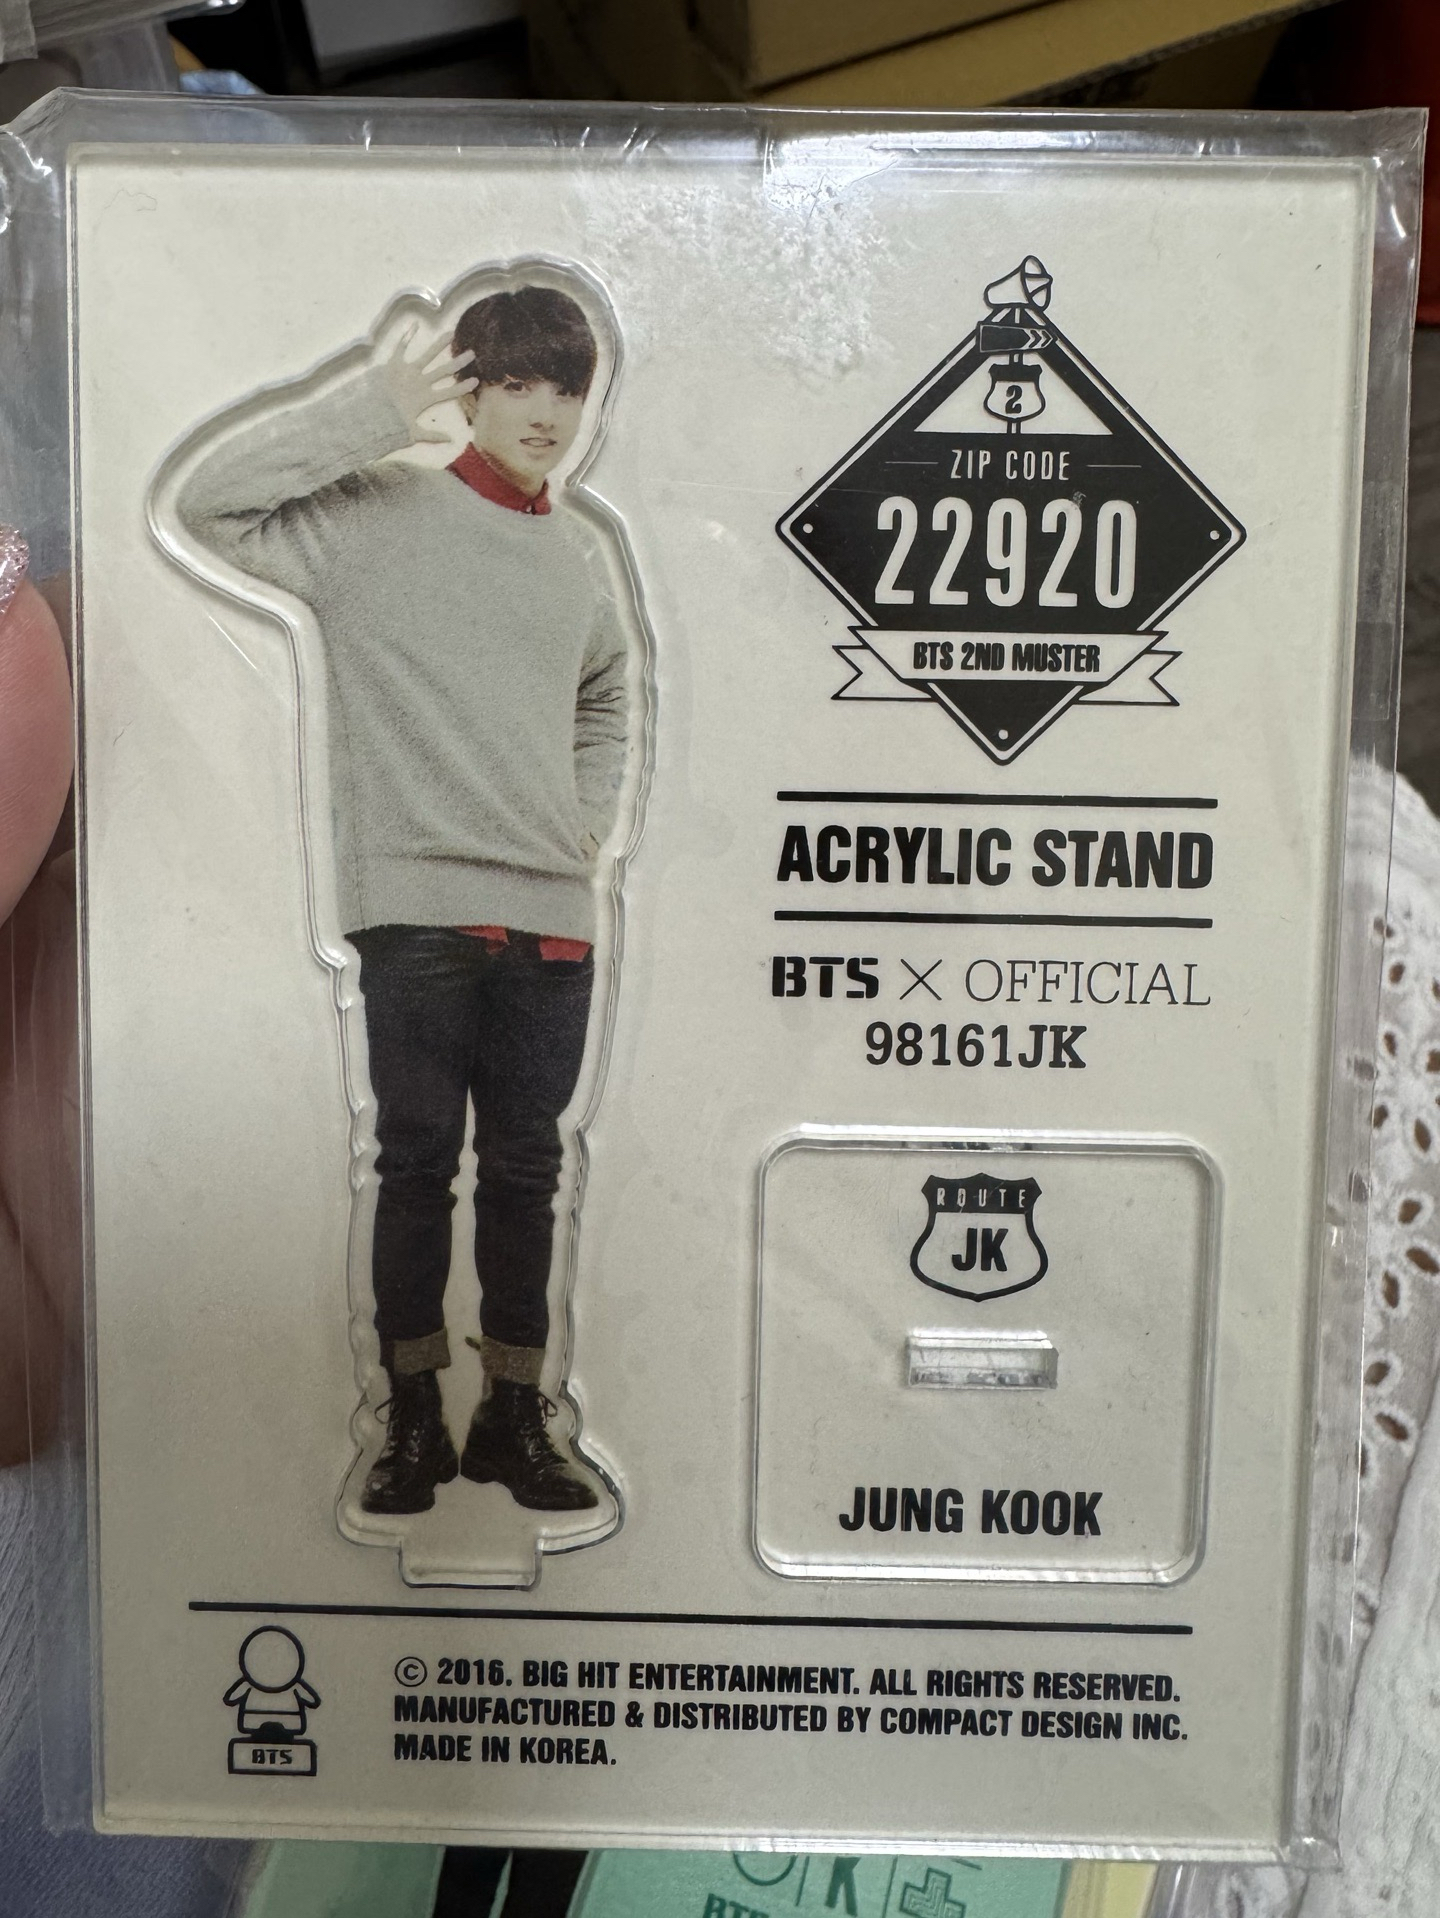 2
ZIP CODE
22920
BTS 2ND MUSTER
ACRYLIC STAND
BTS × OFFICIAL
98161JK
ROUTE
JK
JUNG KOOK
© 2016. BIG HIT ENTERTAINMENT. ALL RIGHTS RESERVED.
MANUFACTURED & DISTRIBUTED BY COMPACT DESIGN INC.
MADE IN KOREA.
BTS
K